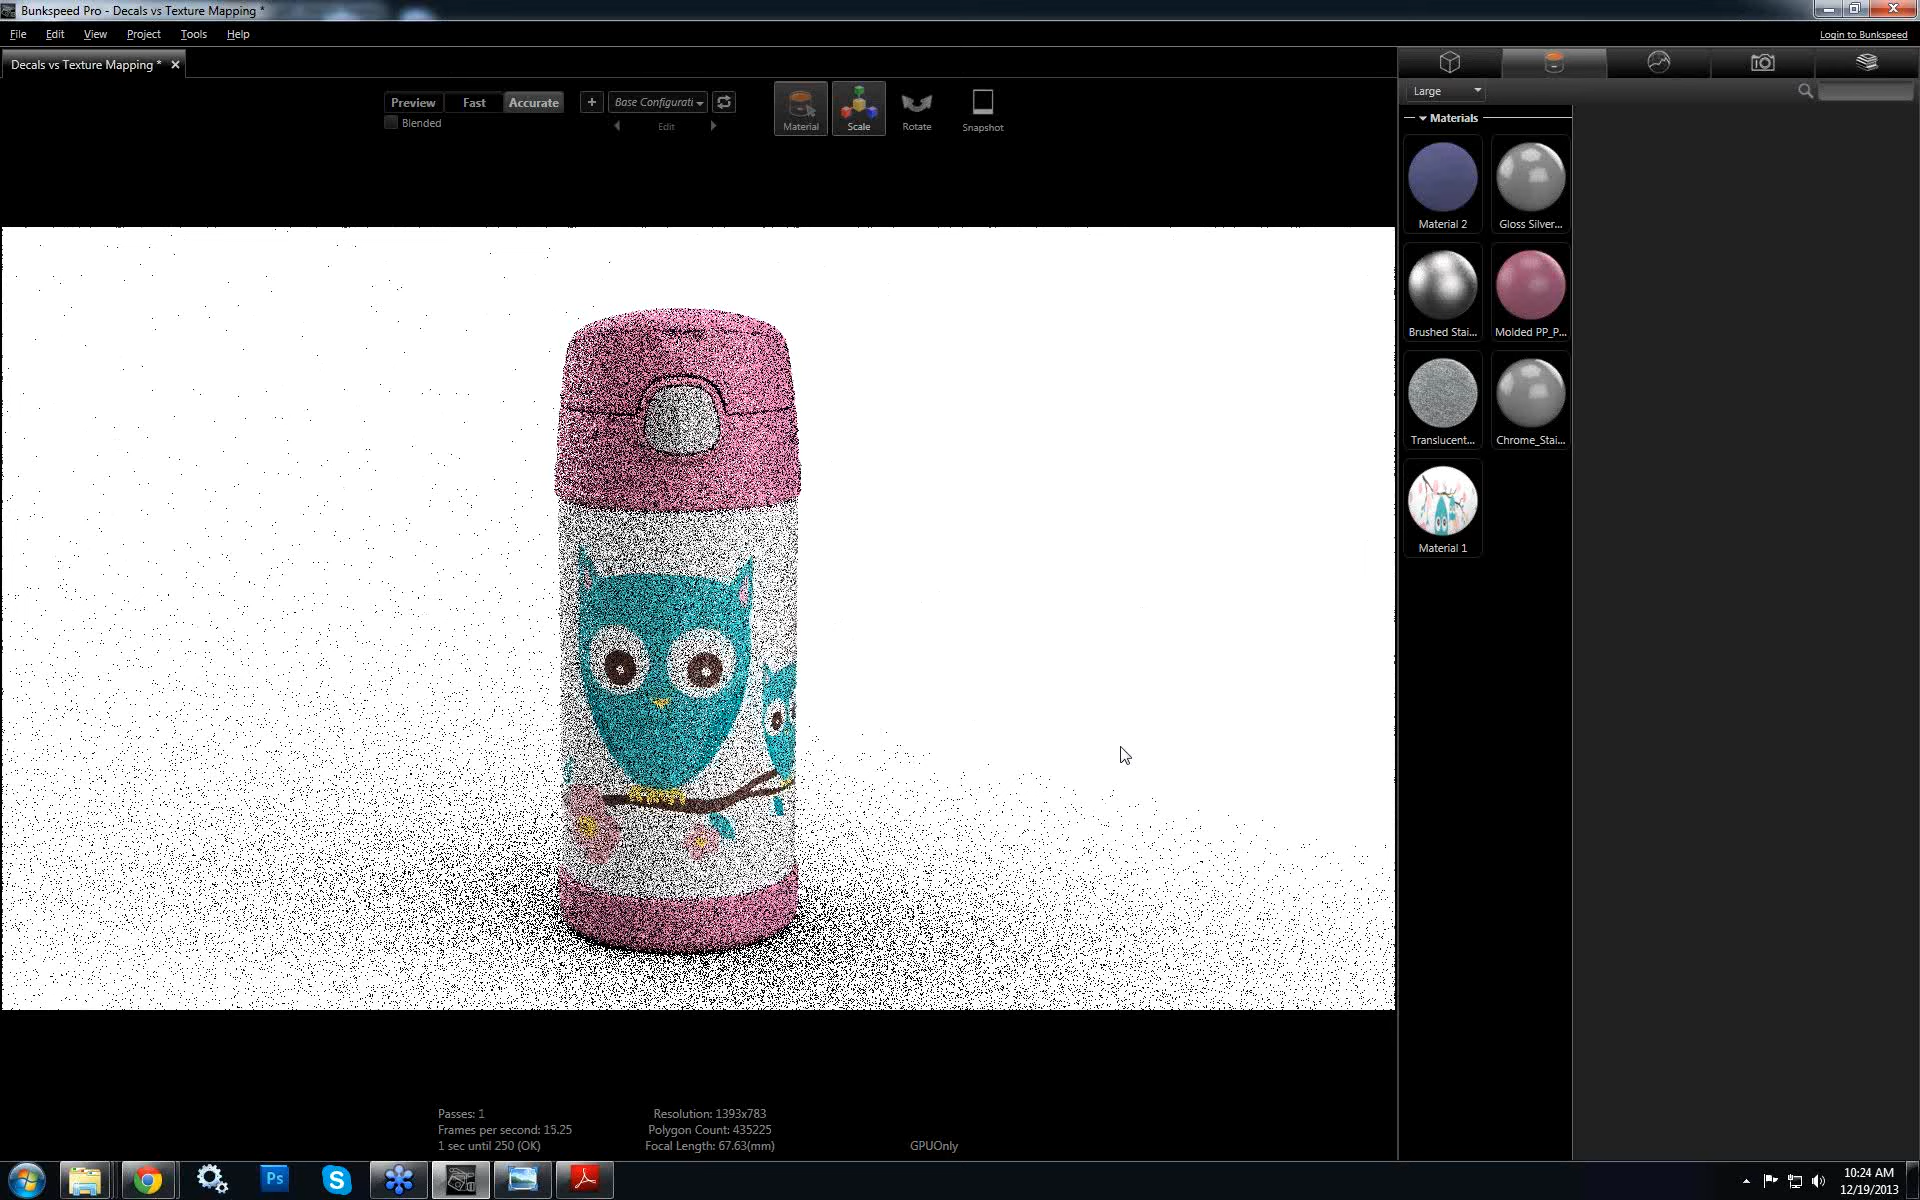 Bunkspeed Pro - Decals vs Texture Mapping *
File Edit View Project Tools Help
Login to Bunkspeed
Decals vs Texture Mapping *
Large
Preview Fast Accurate
Base Configurati
Blended
Edit
Material
Scale
Rotate
Snapshot
Materials
Material 2
Gloss Silver...
Brushed Stai...
Molded PP_P...
Translucent...
Chrome_Stai...
Material 1
Passes: 1
Frames per second: 15.25
1 sec until 250 (OK)
Resolution: 1393x783
Polygon Count: 435225
Focal Length: 67.63(mm)
GPUOnly
Ps
10:24 AM
12/19/2013